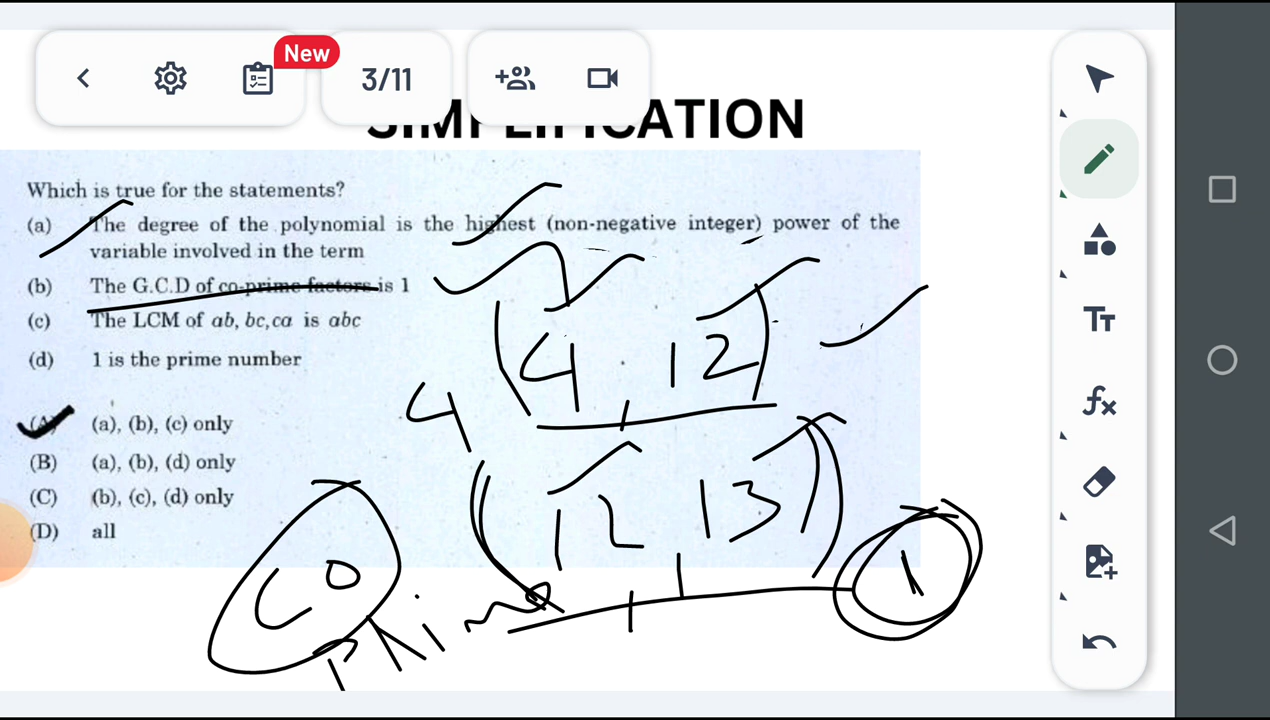 New
3/11
SIMPLIFICATION
Which is true for the statements?
(a) The degree of the polynomial is the highest (non-negative integer) power of the
variable involved in the term
(b) The G.C.D of co-prime factors is 1
(c) The LCM of ab, bc, ca is abc
(d) 1 is the prime number
(A) (a), (b), (c) only
(B) (a), (b), (d) only
(C) (b), (c), (d) only
(D) all
(4, 12)
4
(12, 13)
1
Co
prime
Tт
fx